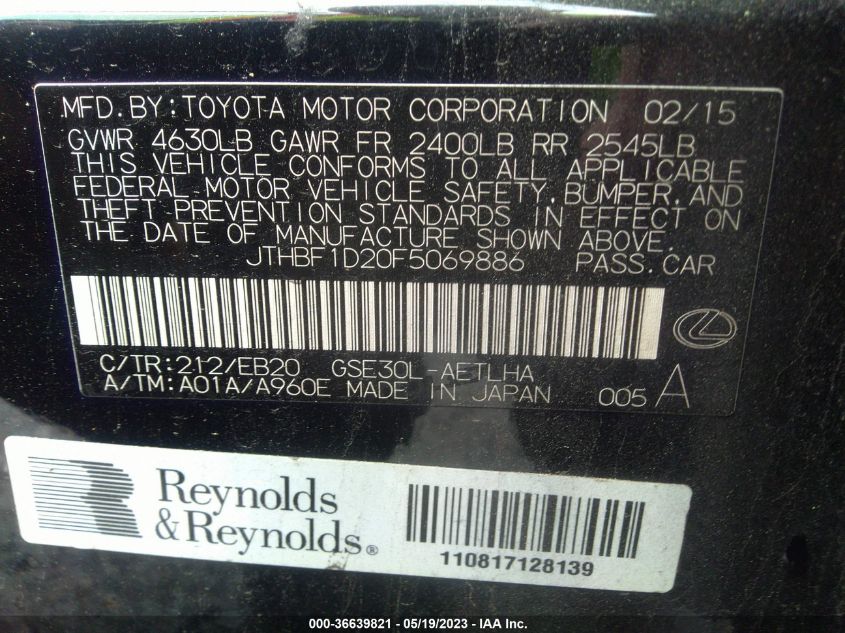 MFD.BY:TOYOTA MOTOR CORPORATION 02/15
GVWR 4630LB GAWR FR 2400LB RR 2545LB
THIS VEHICLE CONFORMS TO ALL APPLICABLE
FEDERAL MOTOR VEHICLE SAFETY,BUMPER,AND
THEFT PREVENTION STANDARDS IN EFFECT ON
THE DATE OF MANUFACTURE SHOWN ABOVE.
JTHBF1D20F5069886 PASS.CAR
C/TR:212/EB20 GSE30L-AETLHA
A/TM:A01A/A960E MADE IN JAPAN 005 A
Reynolds
&Reynolds®
110817128139
000-36639821 - 05/19/2023 - IAA Inc.